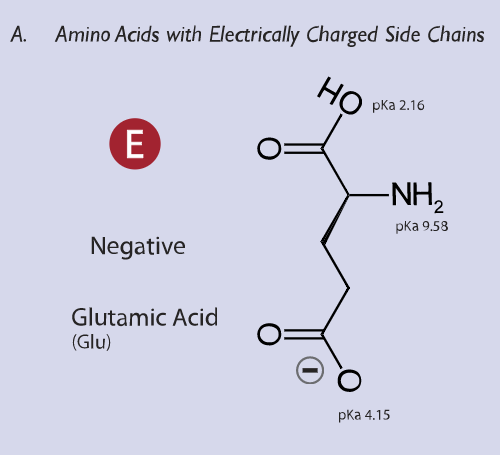 A. Amino Acids with Electrically Charged Side Chains
HO pKa 2.16
E
O
NH2
pKa 9.58
Negative
Glutamic Acid
(Glu)
O
O
pKa 4.15